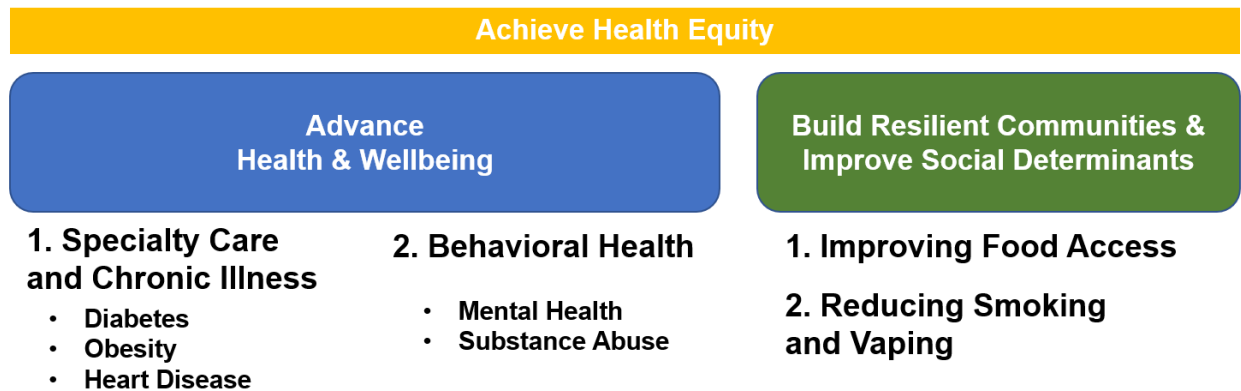 Achieve Health Equity
Advance
Health & Wellbeing
1. Specialty Care
and Chronic Illness
• Diabetes
• Obesity
• Heart Disease
2. Behavioral Health
• Mental Health
• Substance Abuse
Build Resilient Communities &
Improve Social Determinants
1. Improving Food Access
2. Reducing Smoking
and Vaping